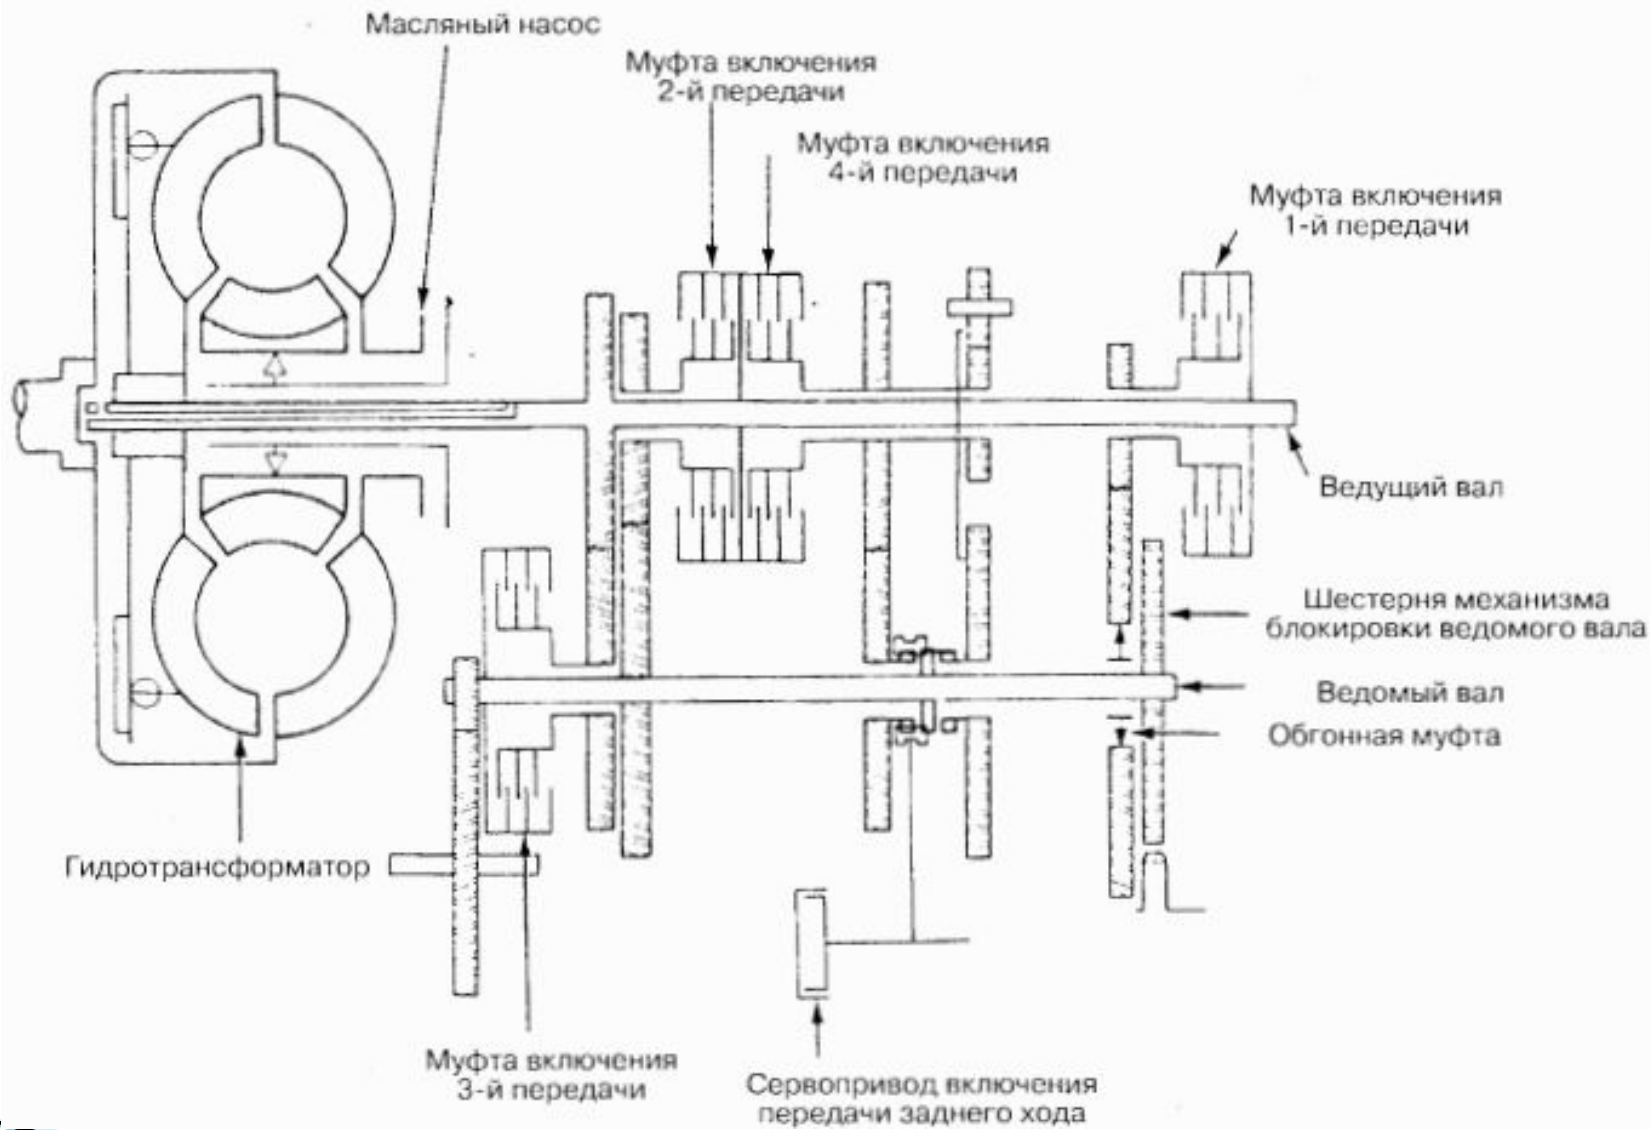 Масляный насос
Муфта включения
2-й передачи
Муфта включения
4-й передачи
Муфта включения
1-й передачи
Ведущий вал
Шестерня механизма
блокировки ведомого вала
Ведомый вал
Обгонная муфта
Гидротрансформатор
Муфта включения
3-й передачи
Сервопривод включения
передачи заднего хода